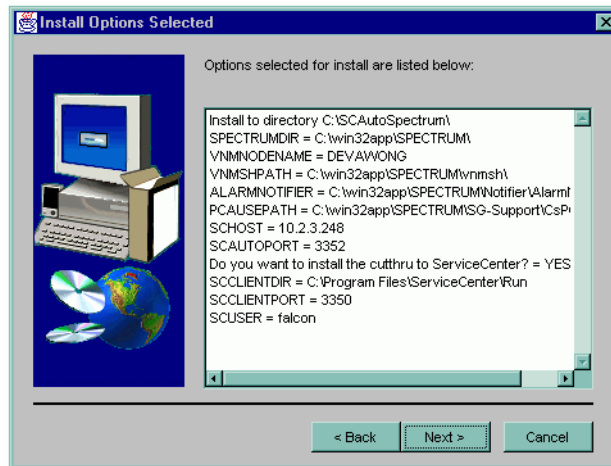 Install Options Selected
Options selected for install are listed below:
Install to directory C:\SCAutoSpectrum\
SPECTRUMDIR = C:\win32app\SPECTRUM\
VNMNODENAME = DEVAWONG
VNMSHPATH = C:\win32app\SPECTRUM\vnmsh\
ALARMNOTIFIER = C:\win32app\SPECTRUM\Notifier\Alarm
PCAUSEPATH = C:\win32app\SPECTRUM\SG-Support\CsP
SCHOST = 10.2.3.248
SCAUTOPORT = 3352
Do you want to install the cutthru to ServiceCenter? = YES
SCCLIENTDIR = C:\Program Files\ServiceCenter\Run
SCCLIENTPORT = 3350
SCUSER = falcon
< Back
Next >
Cancel